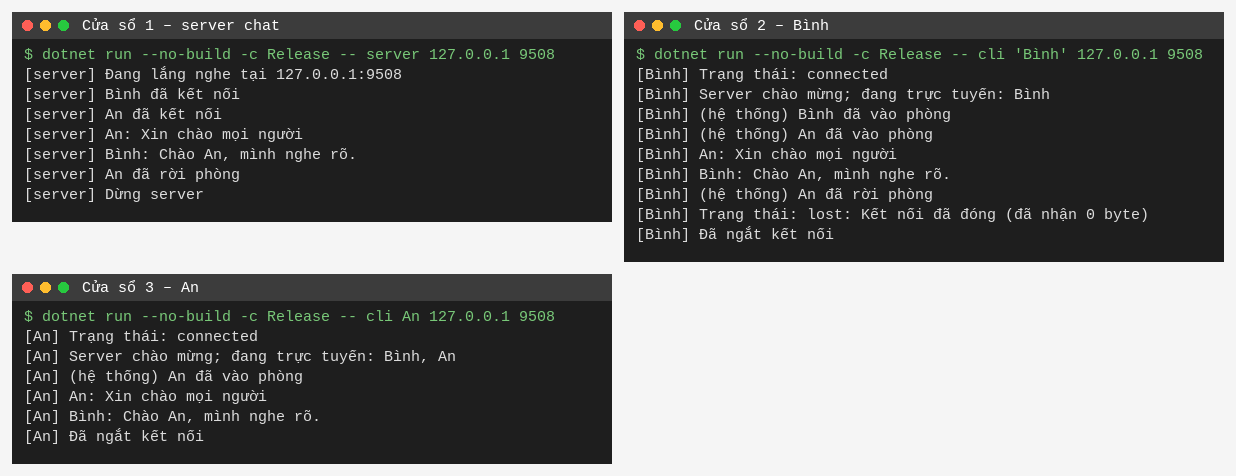 Cửa sổ 1 – server chat
$ dotnet run --no-build -c Release -- server 127.0.0.1 9508
[server] Đang lắng nghe tại 127.0.0.1:9508
[server] Bình đã kết nối
[server] An đã kết nối
[server] An: Xin chào mọi người
[server] Bình: Chào An, mình nghe rõ.
[server] An đã rời phòng
[server] Dừng server
Cửa sổ 2 – Bình
$ dotnet run --no-build -c Release -- cli 'Bình' 127.0.0.1 9508
[Bình] Trạng thái: connected
[Bình] Server chào mừng; đang trực tuyến: Bình
[Bình] (hệ thống) Bình đã vào phòng
[Bình] (hệ thống) An đã vào phòng
[Bình] An: Xin chào mọi người
[Bình] Bình: Chào An, mình nghe rõ.
[Bình] (hệ thống) An đã rời phòng
[Bình] Trạng thái: lost: Kết nối đã đóng (đã nhận 0 byte)
[Bình] Đã ngắt kết nối
Cửa sổ 3 – An
$ dotnet run --no-build -c Release -- cli An 127.0.0.1 9508
[An] Trạng thái: connected
[An] Server chào mừng; đang trực tuyến: Bình, An
[An] (hệ thống) An đã vào phòng
[An] An: Xin chào mọi người
[An] Bình: Chào An, mình nghe rõ.
[An] Đã ngắt kết nối